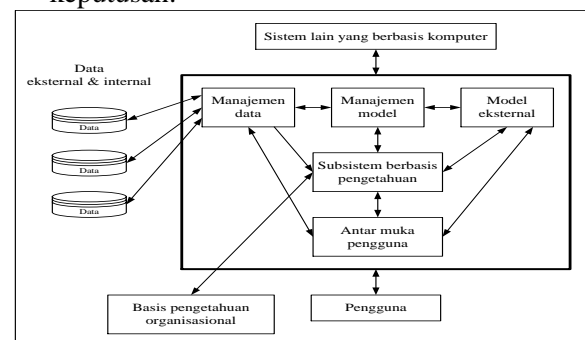 keputusan.
Sistem lain yang berbasis komputer
Data
eksternal & internal
Manajemen
data
Manajemen
model
Model
eksternal
Data
Data
Data
Subsistem berbasis
pengetahuan
Antar muka
pengguna
Basis pengetahuan
organisasional
Pengguna